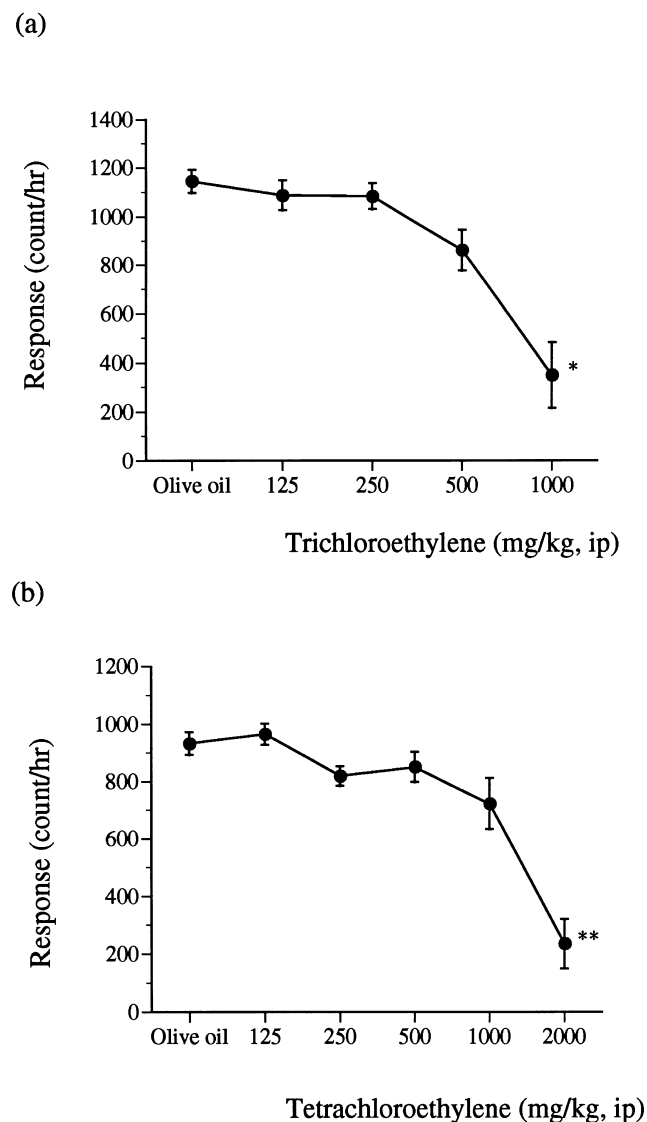 (a)
1400
1200
1000
800
600
400
200
0
Response (count/hr)
*
Olive oil 125 250 500 1000
Trichloroethylene (mg/kg, ip)
(b)
1200
1000
800
600
400
200
0
Response (count/hr)
**
Olive oil 125 250 500 1000 2000
Tetrachloroethylene (mg/kg, ip)